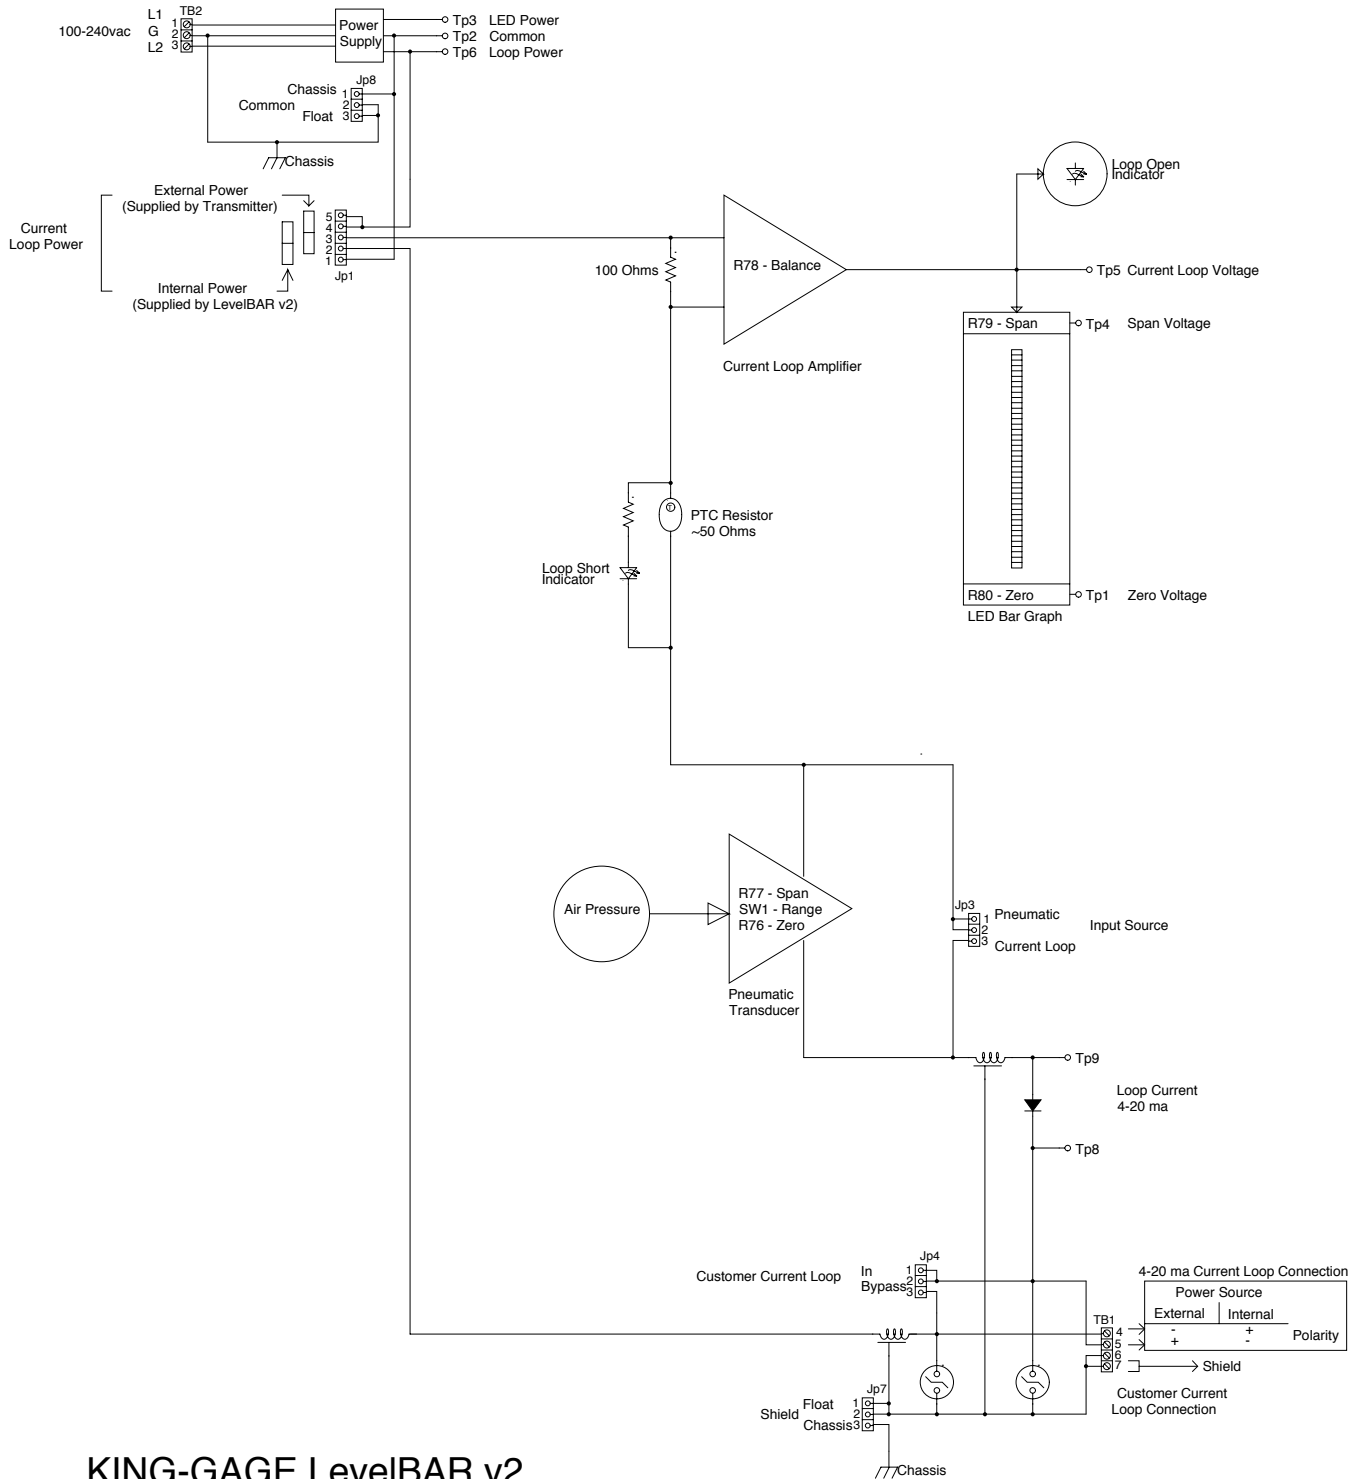 L1
TB2
100-240vac
G
L2
1
2
3
Power
Supply
Tp3 LED Power
Tp2 Common
Tp6 Loop Power
Jp8
Chassis 1
Common 2
Float 3
Chassis
External Power
(Supplied by Transmitter)
Current
Loop Power
5
4
3
2
1
Jp1
Internal Power
(Supplied by LevelBAR v2)
100 Ohms
R78 - Balance
Current Loop Amplifier
Loop Open
Indicator
Tp5 Current Loop Voltage
R79 - Span
Tp4 Span Voltage
R80 - Zero
Tp1 Zero Voltage
LED Bar Graph
T
PTC Resistor
~50 Ohms
Loop Short
Indicator
Air Pressure
R77 - Span
SW1 - Range
R76 - Zero
Pneumatic
Transducer
Jp3
1 Pneumatic
2
3 Current Loop
Input Source
Tp9
Loop Current
4-20 ma
Tp8
Jp4
Customer Current Loop
In 1
Bypass 2
3
4-20 ma Current Loop Connection
Power Source
External Internal
- +
+ -
Polarity
TB1
4
5
6
7
Shield
Customer Current
Loop Connection
Jp7
Float 1
Shield 2
Chassis 3
Chassis
KING-GAGE LevelBAR v2